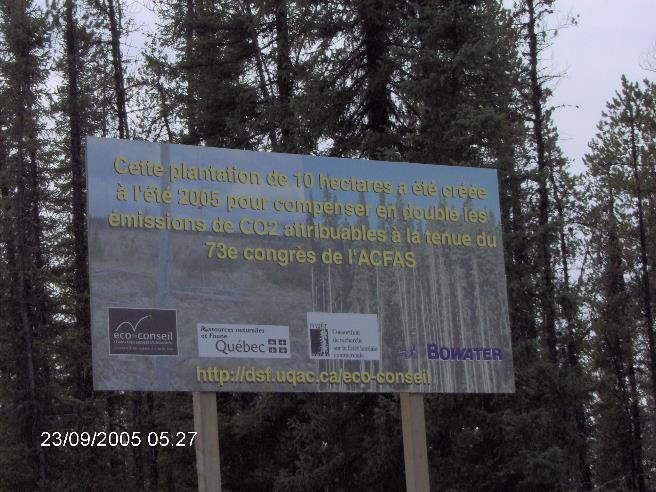 Cette plantation de 10 hectares a été créée
à l'été 2005 pour compenser en double les
émissions de CO2 attribuables à la tenue du
73e congrès de l'ACFAS
eco-conseil
Ressources naturelles
et Faune
Québec
Consortium
de recherche
sur la forêt boréale
commerciale
BOWATER
http://dsf.uqac.ca/eco-conseil
23/09/2005 05:27